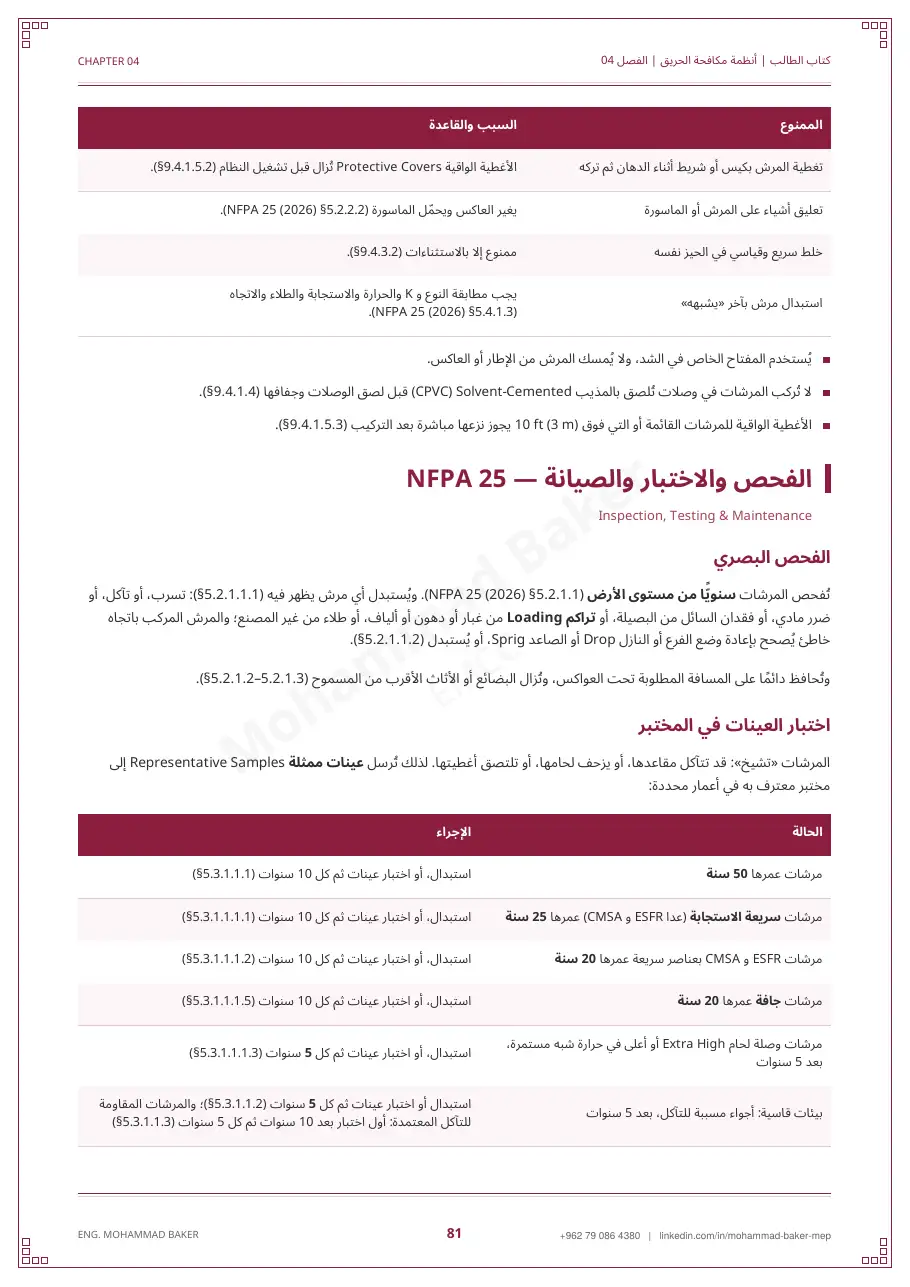 كتاب الطالب | أنظمة مكافحة الحريق | الفصل 04
CHAPTER 04
الممنوع
السبب والقاعدة
تغطية المرش بكيس أو شريط أثناء الدهان ثم تركه
الأغطية الواقية Protective Covers تُزال قبل تشغيل النظام (§9.4.1.5.2).
تعليق أشياء على المرش أو الماسورة
يغير العاكس ويحمّل الماسورة (NFPA 25 (2026) §5.2.2.2).
خلط سريع وقياسي في الحيز نفسه
ممنوع إلا بالاستثناءات (§9.4.3.2).
استبدال مرش بآخر «يشبهه»
يجب مطابقة النوع و K والحرارة والاستجابة والطلاء والاتجاه
(NFPA 25 (2026) §5.4.1.3).
يُستخدم المفتاح الخاص في الشد، ولا يُمسك المرش من الإطار أو العاكس.
لا تُركب المرشات في وصلات تُلصق بالمذيب Solvent-Cemented (CPVC) قبل لصق الوصلات وجفافها (§9.4.1.4).
الأغطية الواقية للمرشات القائمة أو التي فوق 10 ft (3 m) يجوز نزعها مباشرة بعد التركيب (§9.4.1.5.3).
الفحص والاختبار والصيانة — NFPA 25
Inspection, Testing & Maintenance
الفحص البصري
تُفحص المرشات سنويًّا من مستوى الأرض (NFPA 25 (2026) §5.2.1.1). ويُستبدل أي مرش يظهر فيه (§5.2.1.1.1): تسرب، أو تآكل، أو
ضرر مادي، أو فقدان السائل من البصيلة، أو تراكم Loading من غبار أو دهون أو ألياف، أو طلاء من غير المصنع؛ والمرش المركب باتجاه
خاطئ يُصحح بإعادة وضع الفرع أو النازل Drop أو الصاعد Sprig، أو يُستبدل (§5.2.1.1.2).
وتُحافظ دائمًا على المسافة المطلوبة تحت العواكس، وتُزال البضائع أو الأثاث الأقرب من المسموح (§5.2.1.2–5.2.1.3).
اختبار العينات في المختبر
المرشات «تشيخ»: قد تتآكل مقاعدها، أو يزحف لحامها، أو تلتصق أغطيتها. لذلك تُرسل عينات ممثلة Representative Samples إلى
مختبر معترف به في أعمار محددة:
الحالة
الإجراء
مرشات عمرها 50 سنة
استبدال، أو اختبار عينات ثم كل 10 سنوات (§5.3.1.1.1)
مرشات سريعة الاستجابة (عدا ESFR و CMSA) عمرها 25 سنة
استبدال، أو اختبار عينات ثم كل 10 سنوات (§5.3.1.1.1.1)
مرشات ESFR و CMSA بعناصر سريعة عمرها 20 سنة
استبدال، أو اختبار عينات ثم كل 10 سنوات (§5.3.1.1.1.2)
مرشات جافة عمرها 20 سنة
استبدال، أو اختبار عينات ثم كل 10 سنوات (§5.3.1.1.1.5)
مرشات وصلة لحام Extra High أو أعلى في حرارة شبه مستمرة،
بعد 5 سنوات
استبدال، أو اختبار عينات ثم كل 5 سنوات (§5.3.1.1.1.3)
بيئات قاسية: أجواء مسببة للتآكل، بعد 5 سنوات
استبدال أو اختبار عينات ثم كل 5 سنوات (§5.3.1.1.2)؛ والمرشات المقاومة
للتآكل المعتمدة: أول اختبار بعد 10 سنوات ثم كل 5 سنوات (§5.3.1.1.3)
ENG. MOHAMMAD BAKER
81
+962 79 086 4380 | linkedin.com/in/mohammad-baker-mep